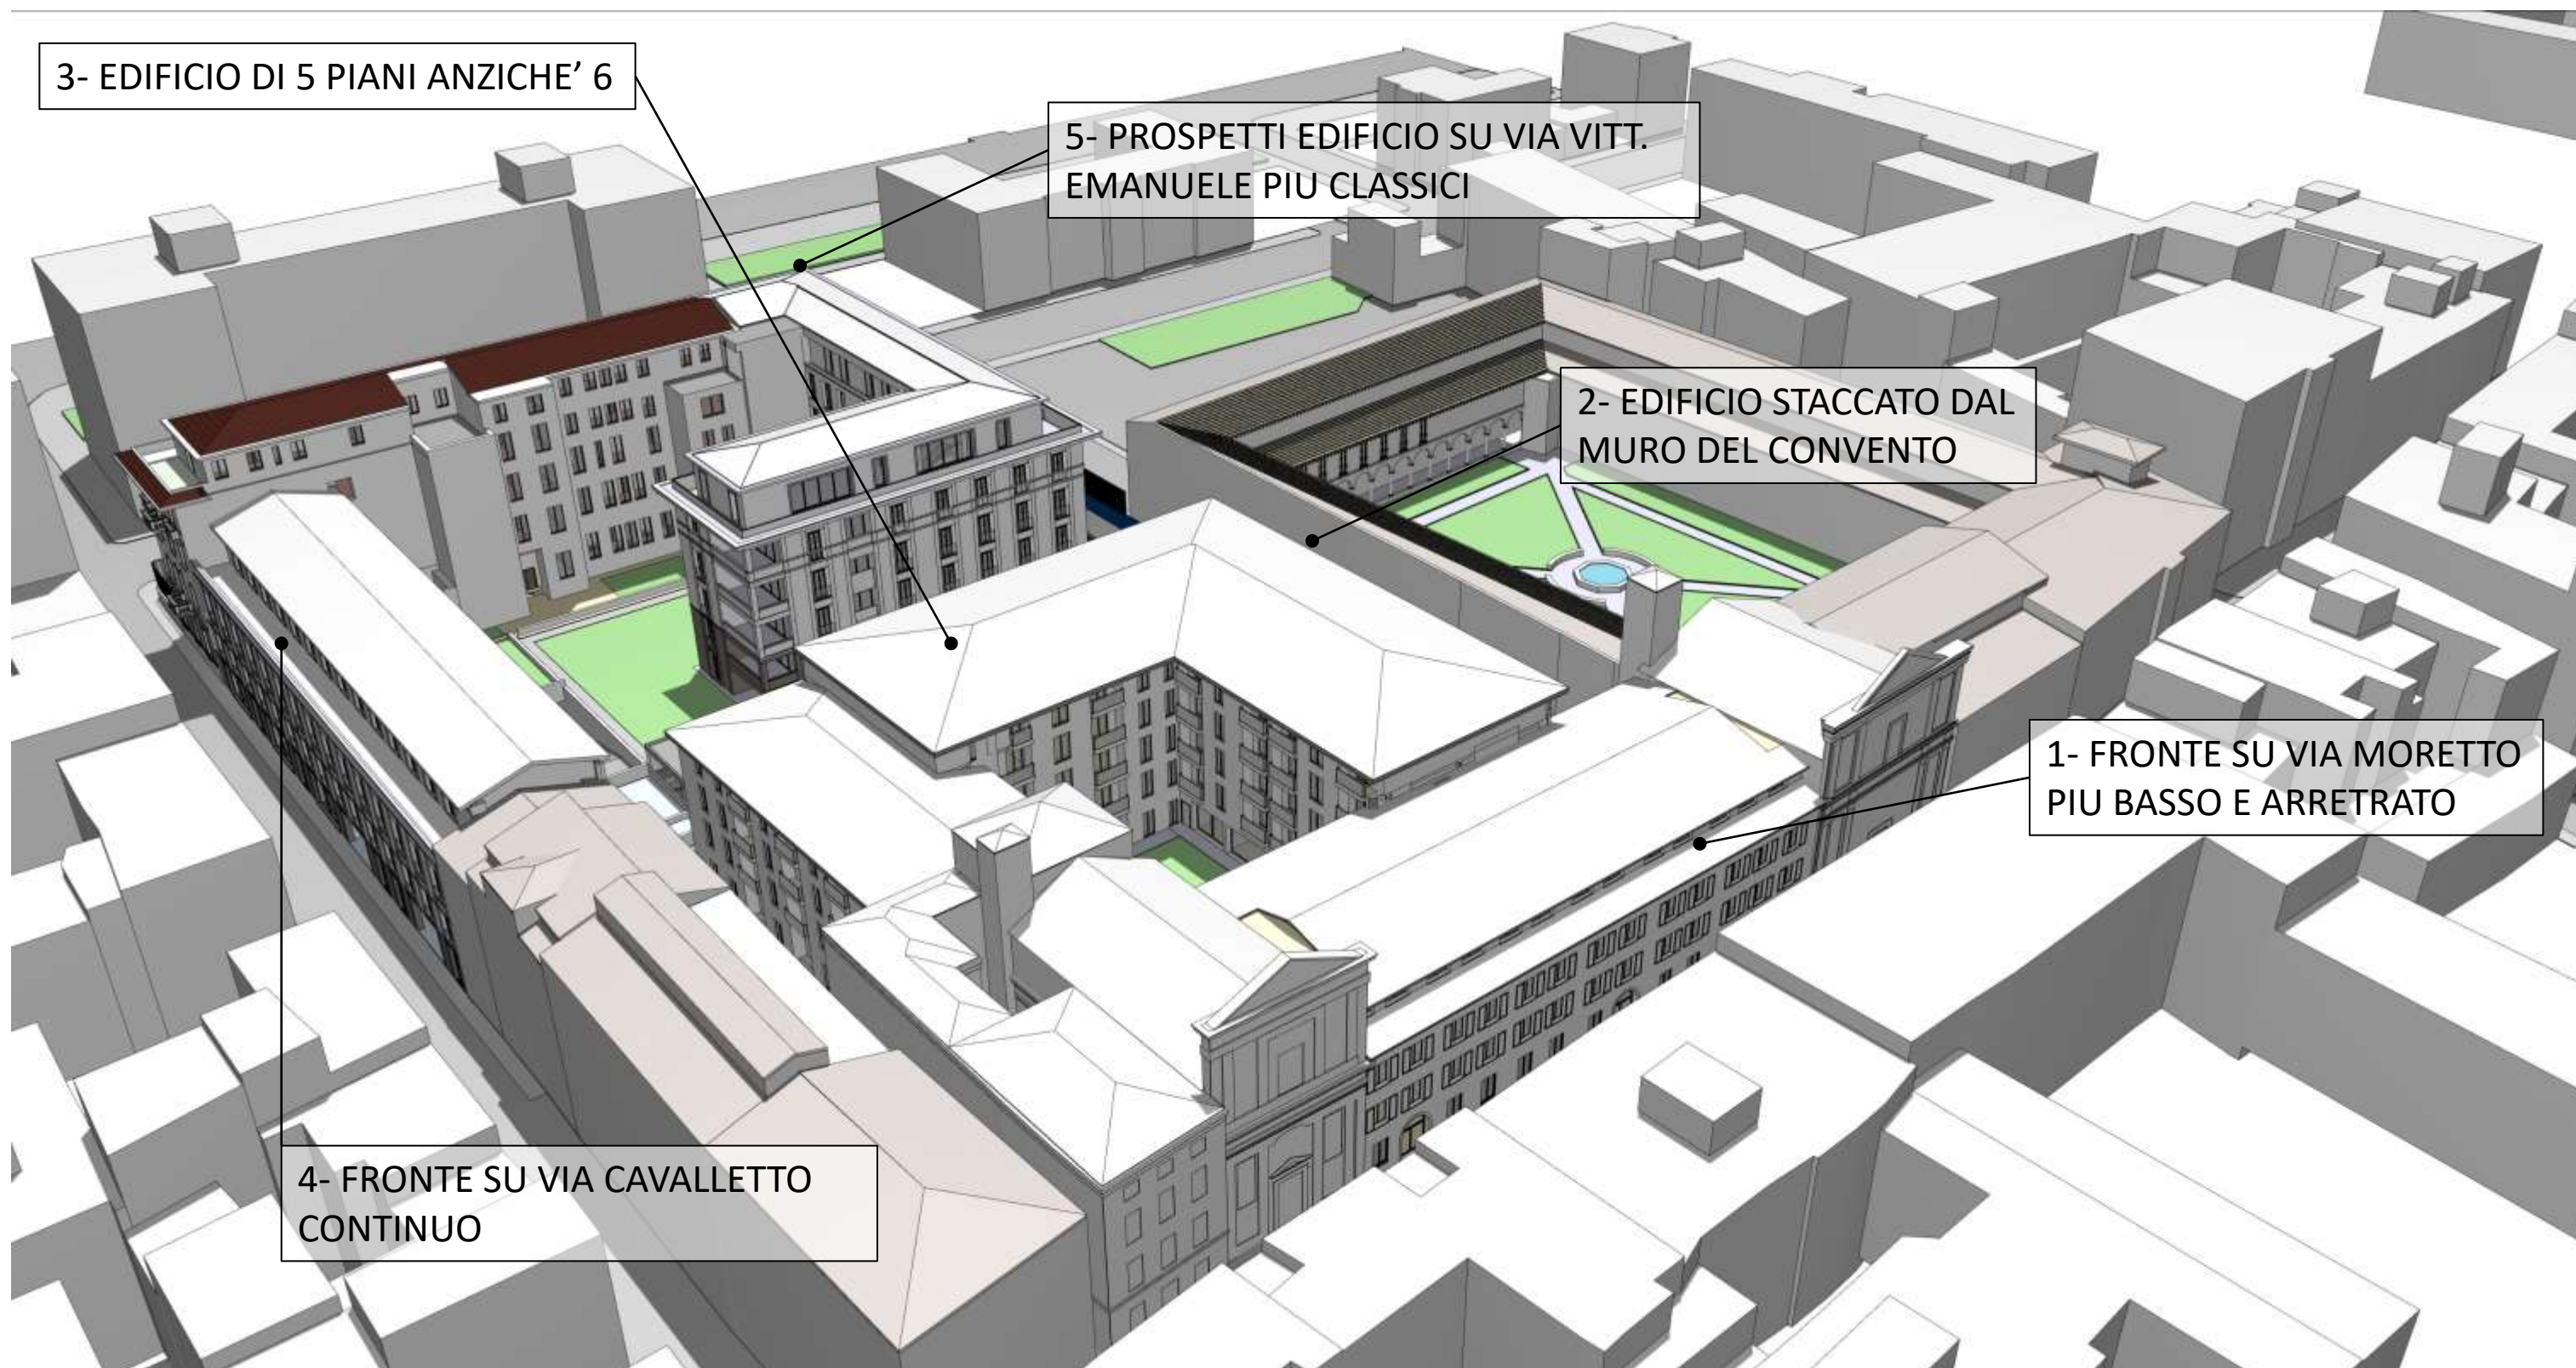 3- EDIFICIO DI 5 PIANI ANZICHE’ 6
5- PROSPETTI EDIFICIO SU VIA VITT.
EMANUELE PIU CLASSICI
2- EDIFICIO STACCATO DAL
MURO DEL CONVENTO
1- FRONTE SU VIA MORETTO
PIU BASSO E ARRETRATO
4- FRONTE SU VIA CAVALLETTO
CONTINUO